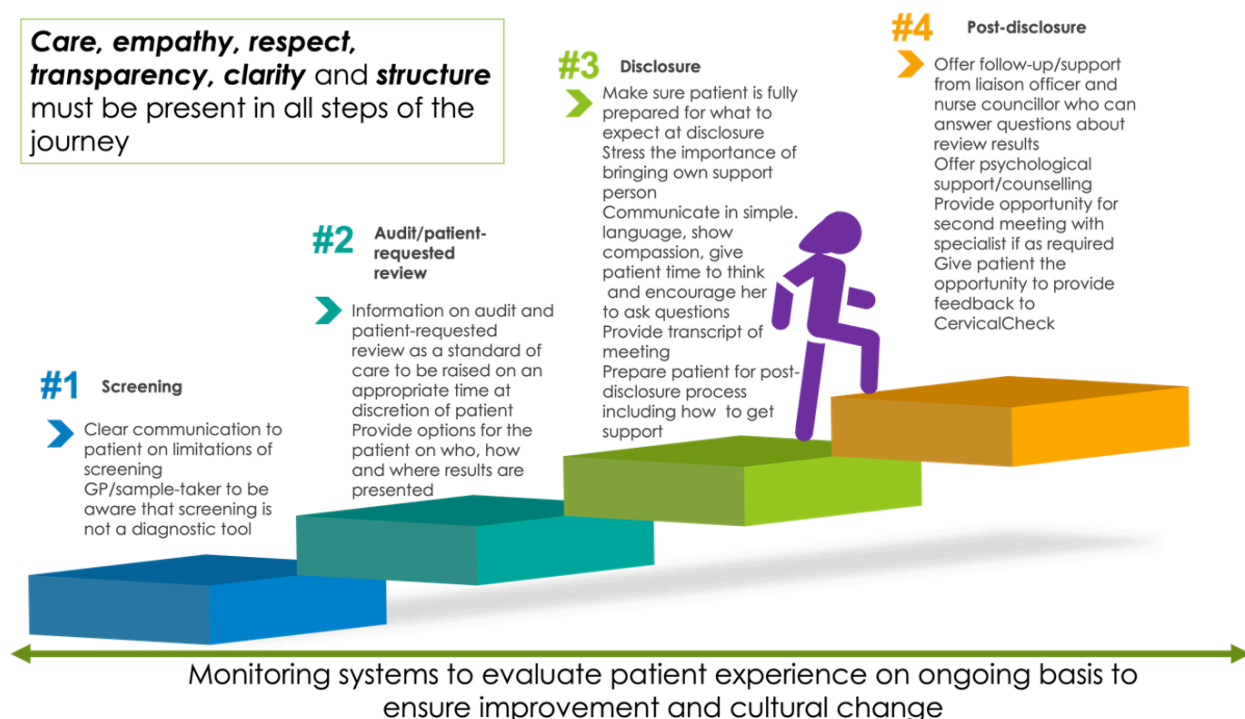 Care, empathy, respect,
transparency, clarity and structure
must be present in all steps of the
journey
#1 Screening
Clear communication to
patient on limitations of
screening
GP/sample-taker to be
aware that screening is
not a diagnostic tool
#2 Audit/patient-
requested
review
Information on audit and
patient-requested
review as a standard of
care to be raised on an
appropriate time at
discretion of patient
Provide options for the
patient on who, how
and where results are
presented
#3 Disclosure
Make sure patient is fully
prepared for what to
expect at disclosure
Stress the importance of
bringing own support
person
Communicate in simple.
language, show
compassion, give
patient time to think
and encourage her
to ask questions
Provide transcript of
meeting
Prepare patient for post-
disclosure process
including how to get
support
#4 Post-disclosure
Offer follow-up/support
from liaison officer and
nurse councillor who can
answer questions about
review results
Offer psychological
support/counselling
Provide opportunity for
second meeting with
specialist if as required
Give patient the
opportunity to provide
feedback to
CervicalCheck
Monitoring systems to evaluate patient experience on ongoing basis to
ensure improvement and cultural change